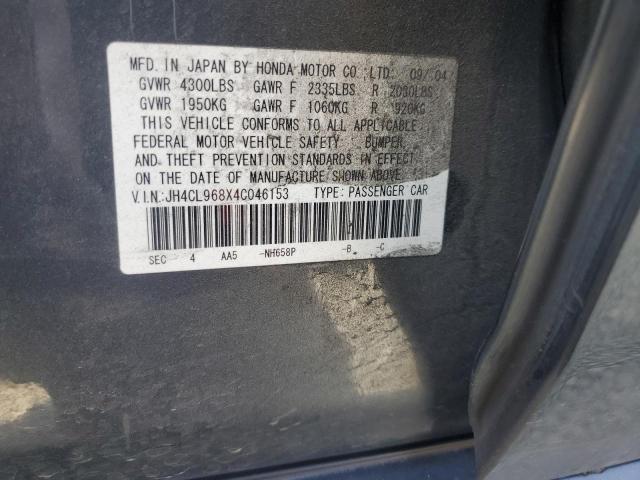 MFD. IN JAPAN BY HONDA MOTOR CO., LTD. 09/04
GVWR 4300LBS GAWR F 2335LBS R 2030LBS
GVWR 1950KG GAWR F 1060KG R 920KG
THIS VEHICLE CONFORMS TO ALL APPLICABLE
FEDERAL MOTOR VEHICLE SAFETY, BUMPER,
AND THEFT PREVENTION STANDARDS IN EFFECT
ON THE DATE OF MANUFACTURE SHOWN ABOVE.
V.I.N.:JH4CL968X4C046153 TYPE: PASSENGER CAR
A
SEC 4 AA5 -NH658P -B -C